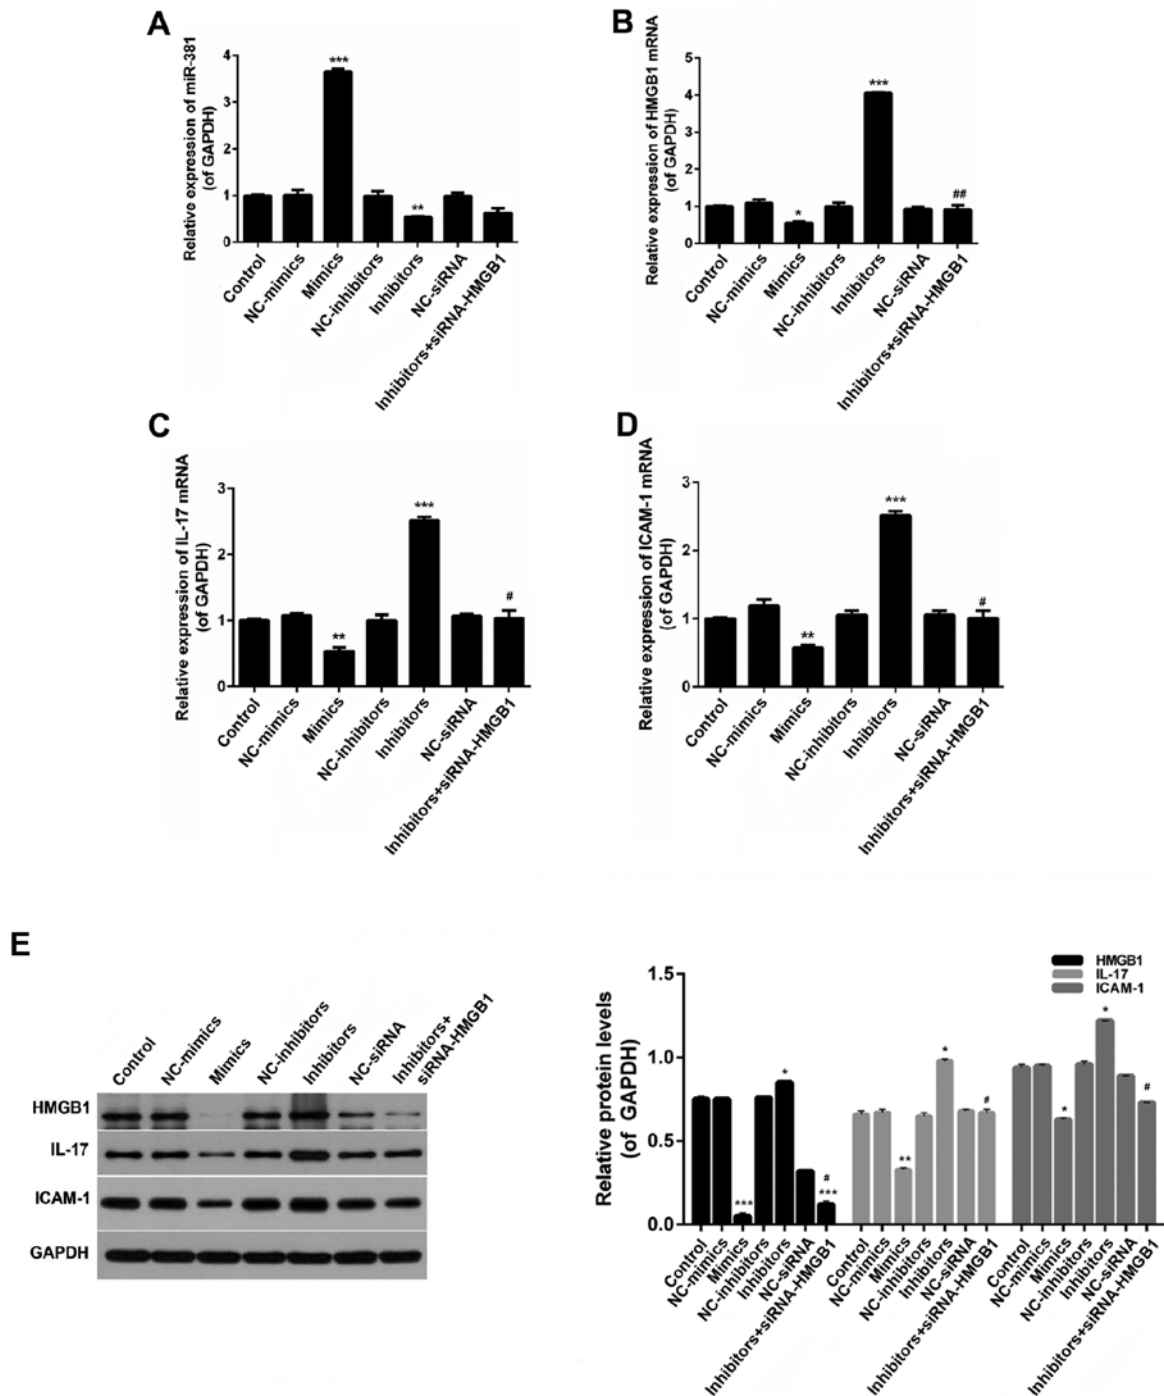 A
Relative expression of miR-381
(of GAPDH)
4
3
2
1
0
***
**
Control
NC-mimics
Mimics
NC-inhibitors
Inhibitors
NC-siRNA
Inhibitors+siRNA-HMGB1
B
Relative expression of HMGB1 mRNA
(of GAPDH)
5
4
3
2
1
0
*
***
##
Control
NC-mimics
Mimics
NC-inhibitors
Inhibitors
NC-siRNA
Inhibitors+siRNA-HMGB1
C
Relative expression of IL-17 mRNA
(of GAPDH)
3
2
1
0
**
***
#
Control
NC-mimics
Mimics
NC-inhibitors
Inhibitors
NC-siRNA
Inhibitors+siRNA-HMGB1
D
Relative expression of ICAM-1 mRNA
(of GAPDH)
3
2
1
0
**
***
#
Control
NC-mimics
Mimics
NC-inhibitors
Inhibitors
NC-siRNA
Inhibitors+siRNA-HMGB1
E
Control
NC-mimics
Mimics
NC-inhibitors
Inhibitors
NC-siRNA
Inhibitors+
siRNA-HMGB1
HMGB1
IL-17
ICAM-1
GAPDH
HMGB1
IL-17
ICAM-1
Relative protein levels
(of GAPDH)
1.5
1.0
0.5
0.0
***
*
#
***
**
*
#
*
*
#
Control
NC-mimics
Mimics
NC-inhibitors
Inhibitors
NC-siRNA
Inhibitors+siRNA-HMGB1
Control
NC-mimics
Mimics
NC-inhibitors
Inhibitors
NC-siRNA
Inhibitors+siRNA-HMGB1
Control
NC-mimics
Mimics
NC-inhibitors
Inhibitors
NC-siRNA
Inhibitors+siRNA-HMGB1